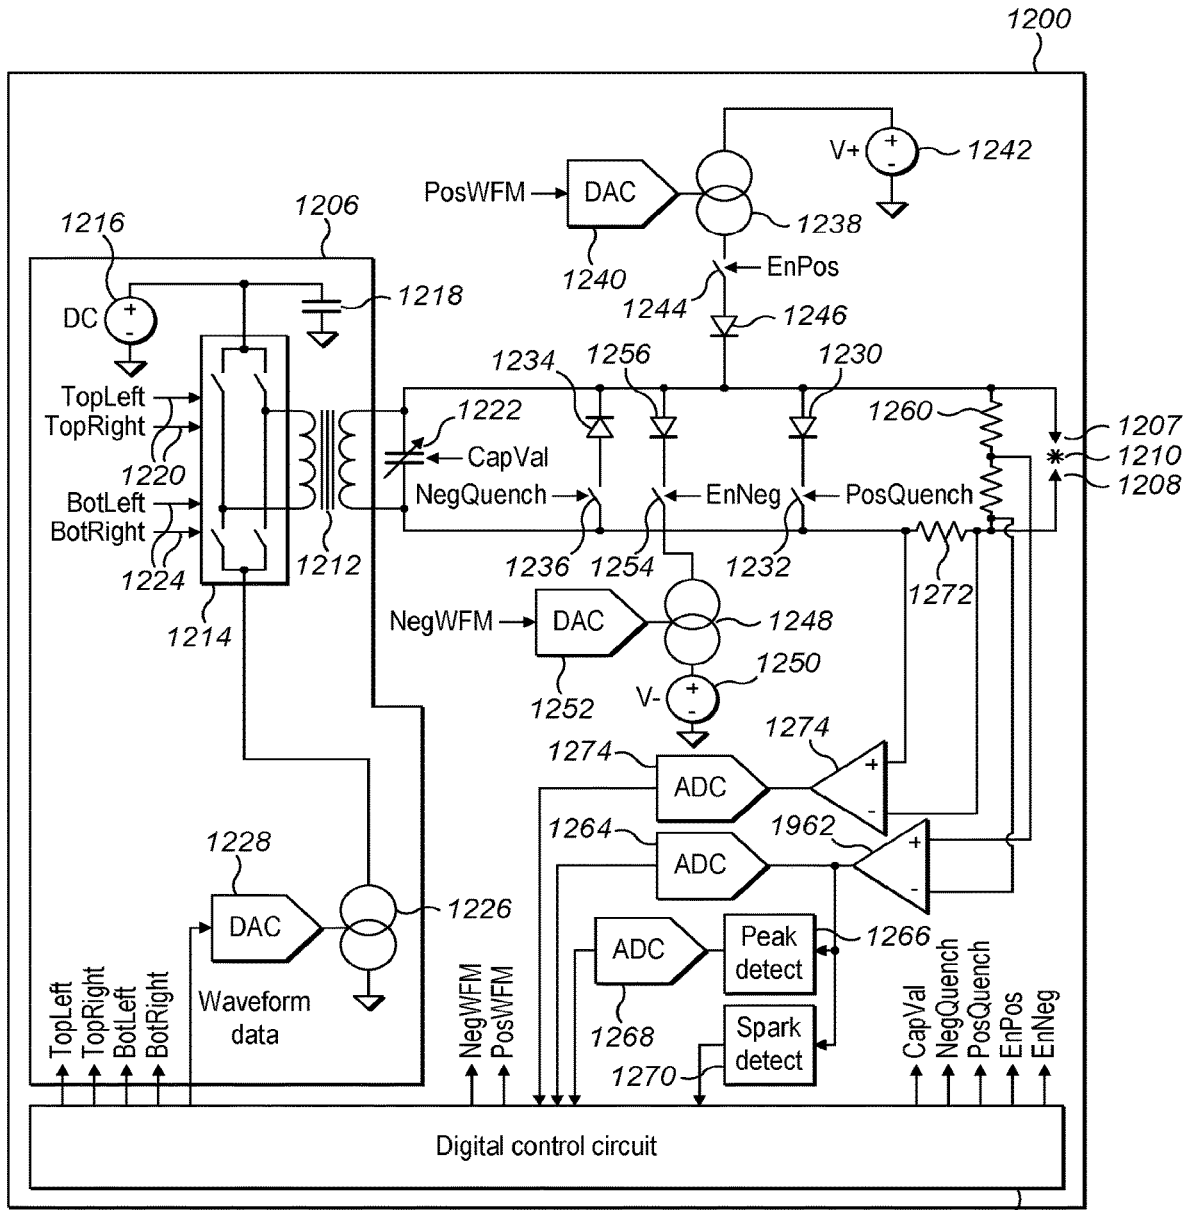 1200
1216
1206
DC
+
-
1218
TopLeft
TopRight
1220
BotLeft
BotRight
1224
1214
1212
PosWFM
DAC
1240
1238
V+
+
-
1242
EnPos
1244
1246
1234
1256
1230
1222
CapVal
NegQuench
EnNeg
PosQuench
1236
1254
1232
1260
1207
1210
1208
1272
NegWFM
DAC
1252
1248
V-
+
-
1250
1274
ADC
1274
+
-
1264
ADC
1962
+
-
1228
DAC
1226
Waveform
data
ADC
1268
Peak
detect
1266
Spark
detect
1270
TopLeft
TopRight
BotLeft
BotRight
NegWFM
PosWFM
CapVal
NegQuench
PosQuench
EnPos
EnNeg
Digital control circuit